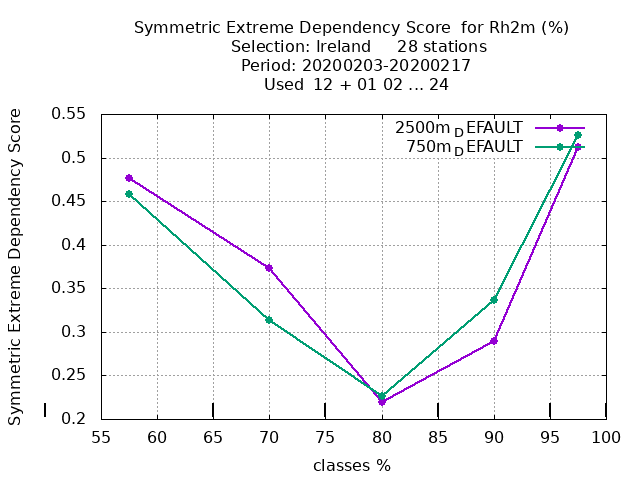 Symmetric Extreme Dependency Score  for Rh2m (%)
Selection: Ireland     28 stations
Period: 20200203-20200217
Used  12 + 01 02 ... 24
2500m_DEFAULT
750m_DEFAULT
Symmetric Extreme Dependency Score
0.55
0.5
0.45
0.4
0.35
0.3
0.25
0.2
55 60 65 70 75 80 85 90 95 100
classes %